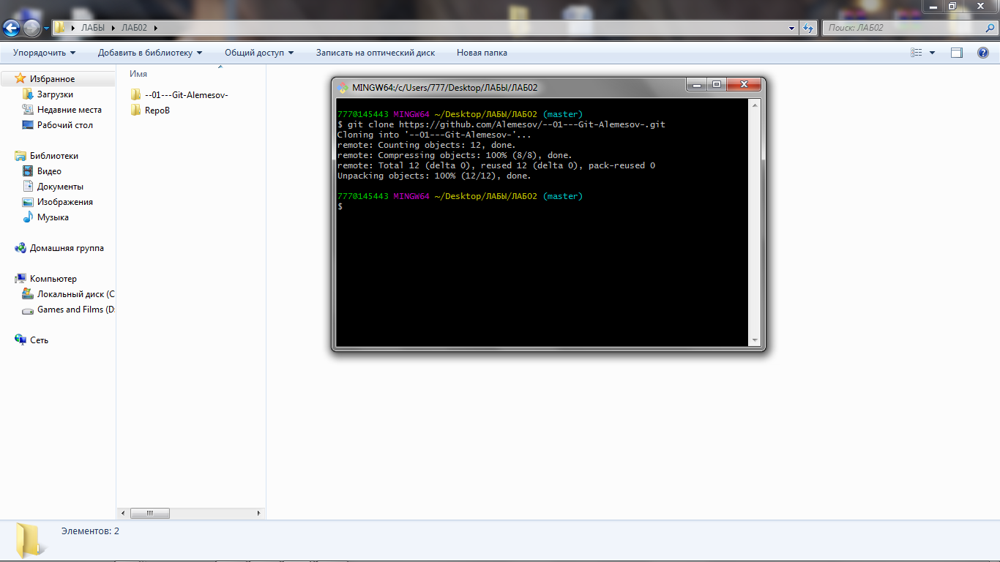 ЛАБЫ ЛАБ02
Поиск: ЛАБ02
Упорядочить Добавить в библиотеку Общий доступ Записать на оптический диск Новая папка
Избранное
Загрузки
Недавние места
Рабочий стол
Библиотеки
Видео
Документы
Изображения
Музыка
Домашняя группа
Компьютер
Локальный диск (C
Games and Films (D:
Сеть
Имя
--01---Git-Alemesov-
RepoB
MINGW64:/c/Users/777/Desktop/ЛАБЫ/ЛАБ02
777@145443 MINGW64 ~/Desktop/ЛАБЫ/ЛАБ02 (master)
$ git clone https://github.com/Alemesov/--01---Git-Alemesov-.git
Cloning into '--01---Git-Alemesov-'...
remote: Counting objects: 12, done.
remote: Compressing objects: 100% (8/8), done.
remote: Total 12 (delta 0), reused 12 (delta 0), pack-reused 0
Unpacking objects: 100% (12/12), done.
777@145443 MINGW64 ~/Desktop/ЛАБЫ/ЛАБ02 (master)
$
Элементов: 2